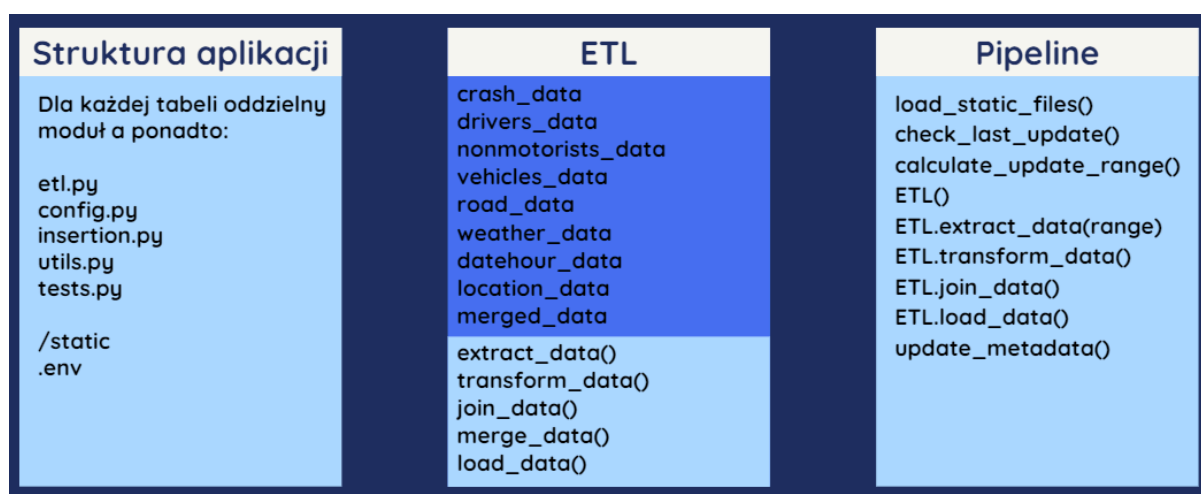 Struktura aplikacji
Dla każdej tabeli oddzielny
moduł a ponadto:
etl.py
config.py
insertion.py
utils.py
tests.py
/static
.env
ETL
crash_data
drivers_data
nonmotorists_data
vehicles_data
road_data
weather_data
datehour_data
location_data
merged_data
extract_data()
transform_data()
join_data()
merge_data()
load_data()
Pipeline
load_static_files()
check_last_update()
calculate_update_range()
ETL()
ETL.extract_data(range)
ETL.transform_data()
ETL.join_data()
ETL.load_data()
update_metadata()